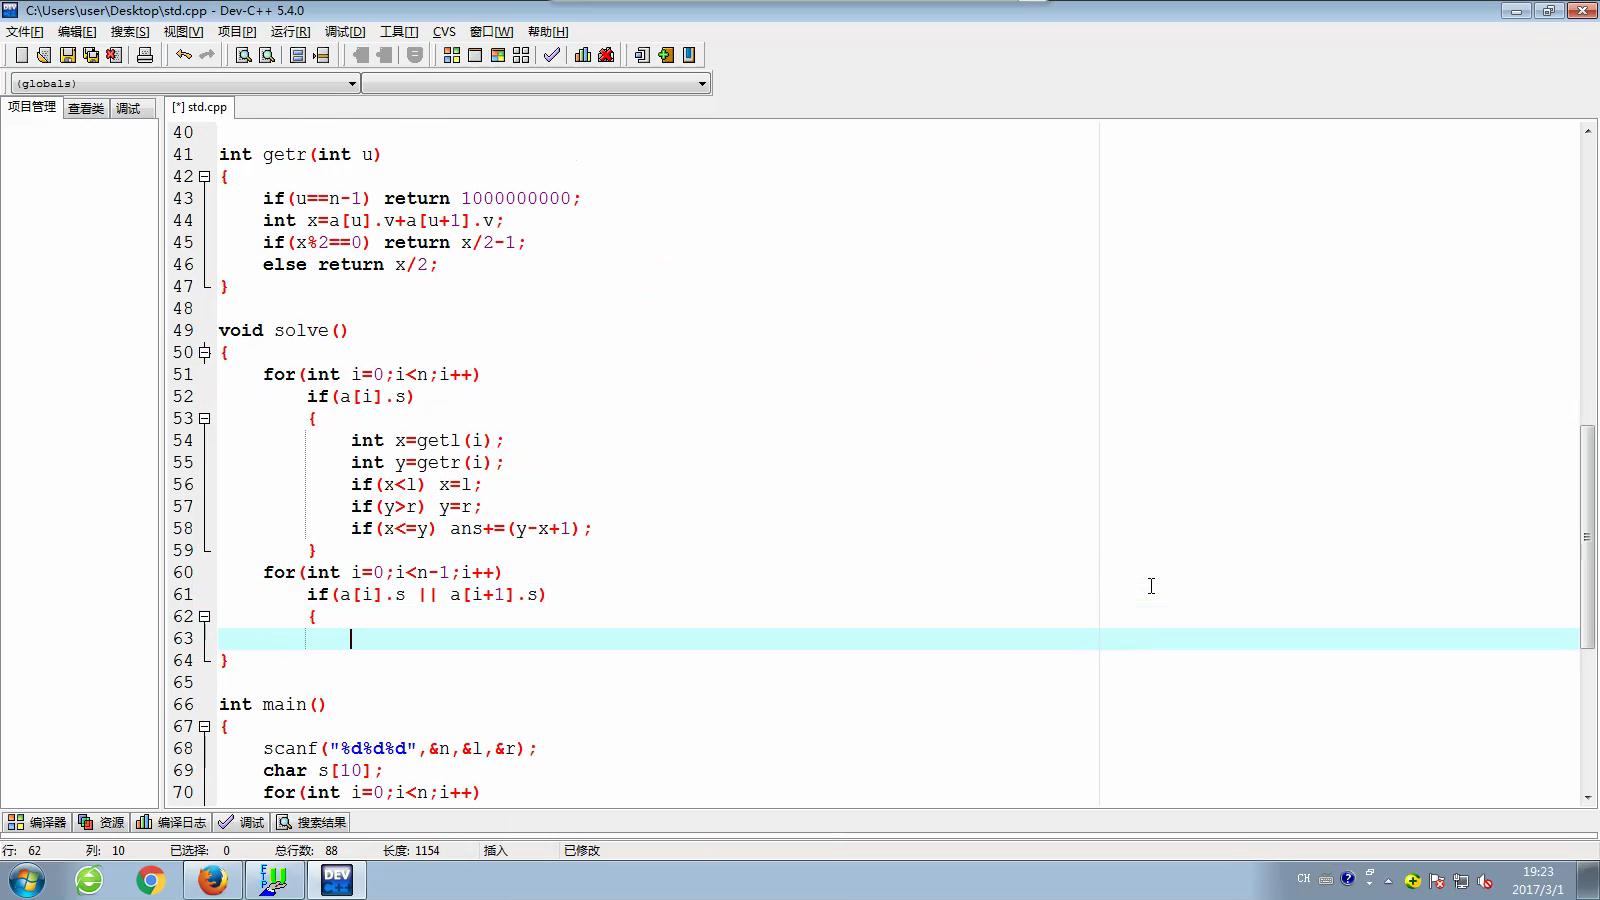 C:\Users\user\Desktop\std.cpp - Dev-C++ 5.4.0
文件[F] 编辑[E] 搜索[S] 视图[V] 项目[P] 运行[R] 调试[D] 工具[T] CVS 窗口[W] 帮助[H]
(globals)
项目管理 查看类 调试 [*] std.cpp
40
41 int getr(int u)
42 {
43 if(u==n-1) return 1000000000;
44 int x=a[u].v+a[u+1].v;
45 if(x%2==0) return x/2-1;
46 else return x/2;
47 }
48
49 void solve()
50 {
51 for(int i=0;i<n;i++)
52 if(a[i].s)
53 {
54 int x=getl(i);
55 int y=getr(i);
56 if(x<l) x=l;
57 if(y>r) y=r;
58 if(x<=y) ans+=(y-x+1);
59 }
60 for(int i=0;i<n-1;i++)
61 if(a[i].s || a[i+1].s)
62 {
63
64 }
65
66 int main()
67 {
68 scanf("%d%d%d",&n,&l,&r);
69 char s[10];
70 for(int i=0;i<n;i++)
编译器 资源 编译日志 调试 搜索结果
行: 62 列: 10 已选择: 0 总行数: 88 长度: 1154 插入 已修改
DEV C++ CH 19:23
2017/3/1